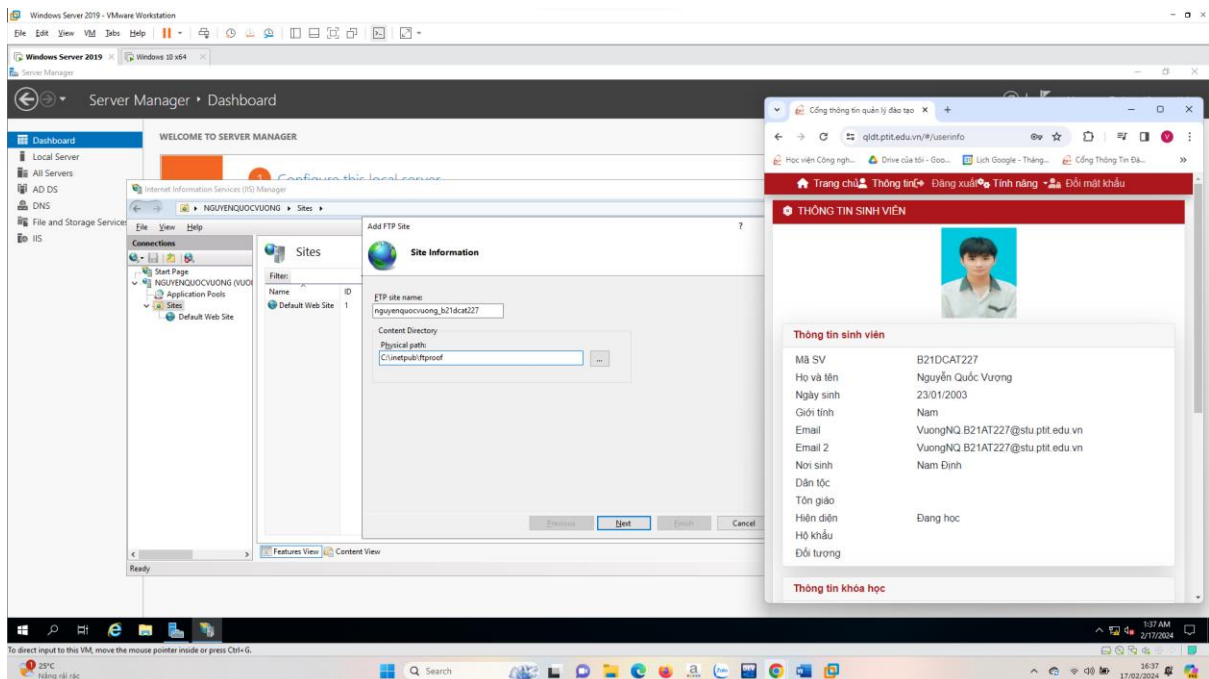 Windows Server 2019 - VMware Workstation
File Edit View VM Tabs Help
Windows Server 2019
Windows 10 x64
Server Manager
Server Manager • Dashboard
Dashboard
Local Server
All Servers
AD DS
DNS
File and Storage Services
IIS
WELCOME TO SERVER MANAGER
1 Configure this local server
Internet Information Services (IIS) Manager
NGUYENQUOCVUONG
Sites
File View Help
Connections
Start Page
NGUYENQUOCVUONG (VUO
Application Pools
Sites
Default Web Site
Sites
Filter:
Name ID
Default Web Site 1
Features View
Content View
Ready
Add FTP Site
?
Site Information
FTP site name:
nguyenquocvuong_b21dcat227
Content Directory
Physical path:
C:\inetpub\ftproof
...
Previous
Next
Finish
Cancel
Cổng thông tin quản lý đào tạo
qldt.ptit.edu.vn/#/userinfo
Học viện Công ngh...
Drive của tôi - Goo...
Lịch Google - Tháng...
Cổng Thông Tin Đà...
Trang chủ Thông tin Đăng xuất Tính năng Đổi mật khẩu
THÔNG TIN SINH VIÊN
Thông tin sinh viên
Mã SV B21DCAT227
Họ và tên Nguyễn Quốc Vượng
Ngày sinh 23/01/2003
Giới tính Nam
Email VuongNQ.B21AT227@stu.ptit.edu.vn
Email 2 VuongNQ.B21AT227@stu.ptit.edu.vn
Nơi sinh Nam Định
Dân tộc
Tôn giáo
Hiện diện Đang học
Hộ khẩu
Đối tượng
Thông tin khóa học
1:37 AM
2/17/2024
To direct input to this VM, move the mouse pointer inside or press Ctrl+G.
25°C
Nắng rải rác
Search
16:37
17/02/2024